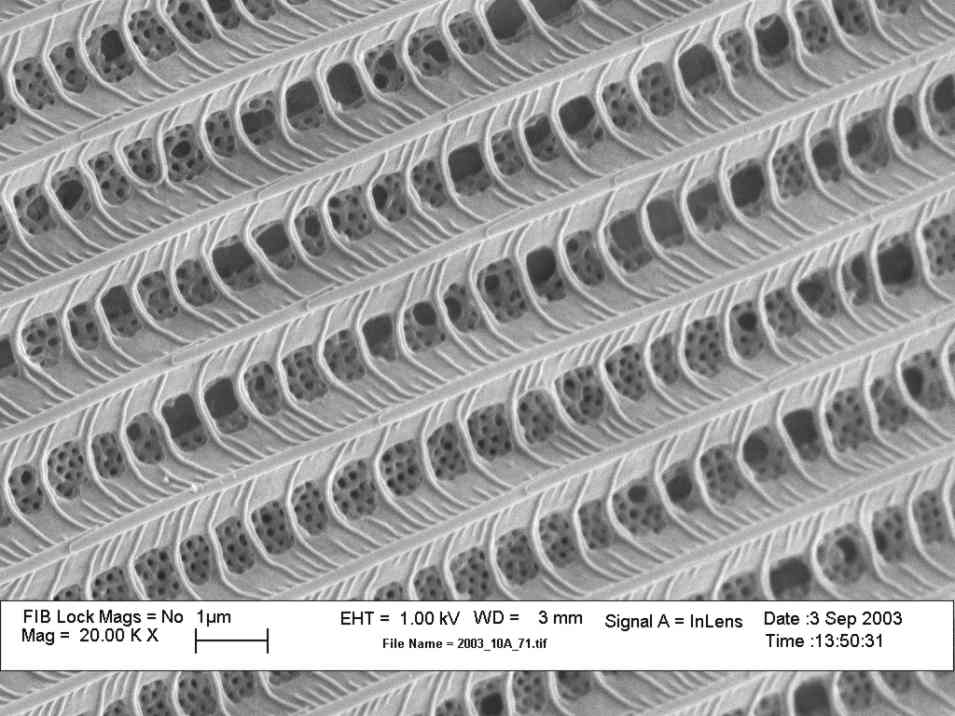 FIB Lock Mags = No 1µm EHT = 1.00 kV WD = 3 mm Signal A = InLens Date :3 Sep 2003
Mag = 20.00 K X File Name = 2003_10A_71.tif Time :13:50:31